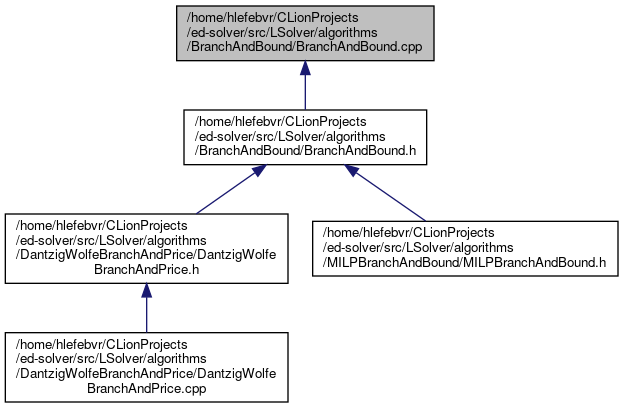 /home/hlefebvr/CLionProjects
/ed-solver/src/LSolver/algorithms
/BranchAndBound/BranchAndBound.cpp
/home/hlefebvr/CLionProjects
/ed-solver/src/LSolver/algorithms
/BranchAndBound/BranchAndBound.h
/home/hlefebvr/CLionProjects
/ed-solver/src/LSolver/algorithms
/DantzigWolfeBranchAndPrice/DantzigWolfe
BranchAndPrice.h
/home/hlefebvr/CLionProjects
/ed-solver/src/LSolver/algorithms
/MILPBranchAndBound/MILPBranchAndBound.h
/home/hlefebvr/CLionProjects
/ed-solver/src/LSolver/algorithms
/DantzigWolfeBranchAndPrice/DantzigWolfe
BranchAndPrice.cpp